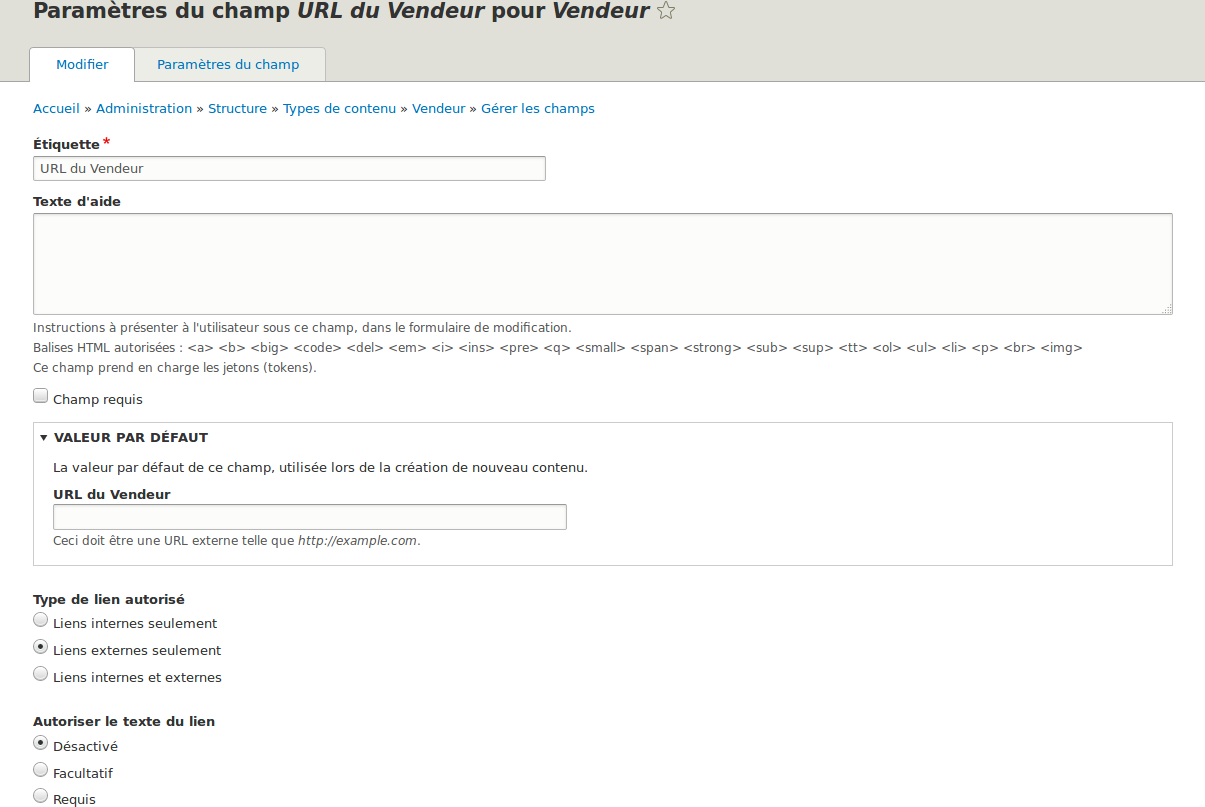 Paramètres du champ URL du Vendeur pour Vendeur
Modifier
Paramètres du champ
Accueil » Administration » Structure » Types de contenu » Vendeur » Gérer les champs
Étiquette*
URL du Vendeur
Texte d'aide
Instructions à présenter à l'utilisateur sous ce champ, dans le formulaire de modification.
Balises HTML autorisées : <a> <b> <big> <code> <del> <em> <i> <ins> <pre> <q> <small> <span> <strong> <sub> <sup> <tt> <ol> <ul> <li> <p> <br> <img>
Ce champ prend en charge les jetons (tokens).
Champ requis
VALEUR PAR DÉFAUT
La valeur par défaut de ce champ, utilisée lors de la création de nouveau contenu.
URL du Vendeur
Ceci doit être une URL externe telle que http://example.com.
Type de lien autorisé
Liens internes seulement
Liens externes seulement
Liens internes et externes
Autoriser le texte du lien
Désactivé
Facultatif
Requis